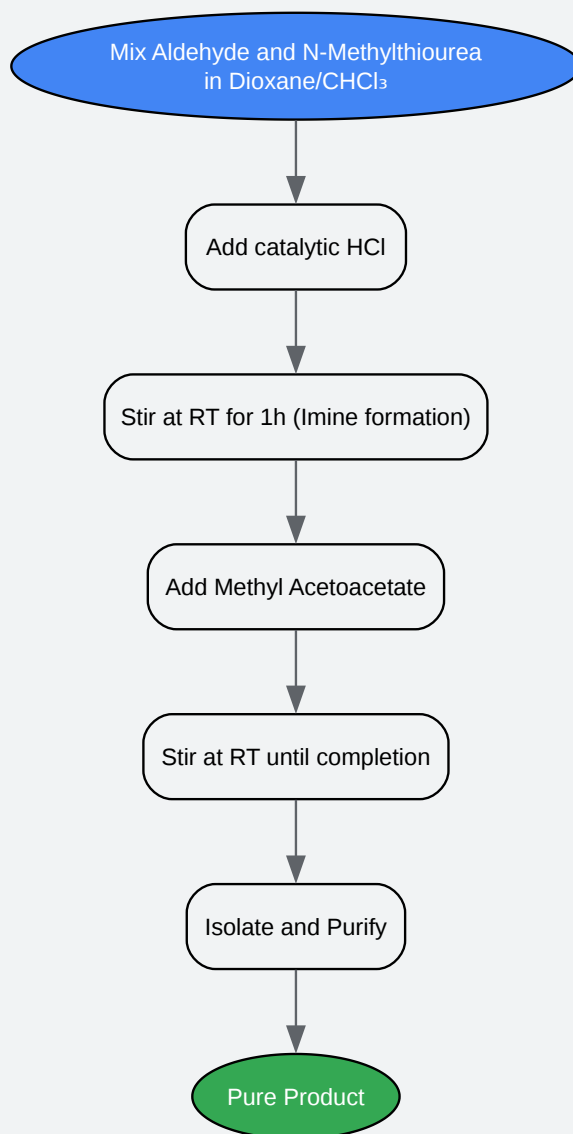 Mix Aldehyde and N-Methylthiourea
in Dioxane/CHCl₃
Add catalytic HCl
Stir at RT for 1h (Imine formation)
Add Methyl Acetoacetate
Stir at RT until completion
Isolate and Purify
Pure Product